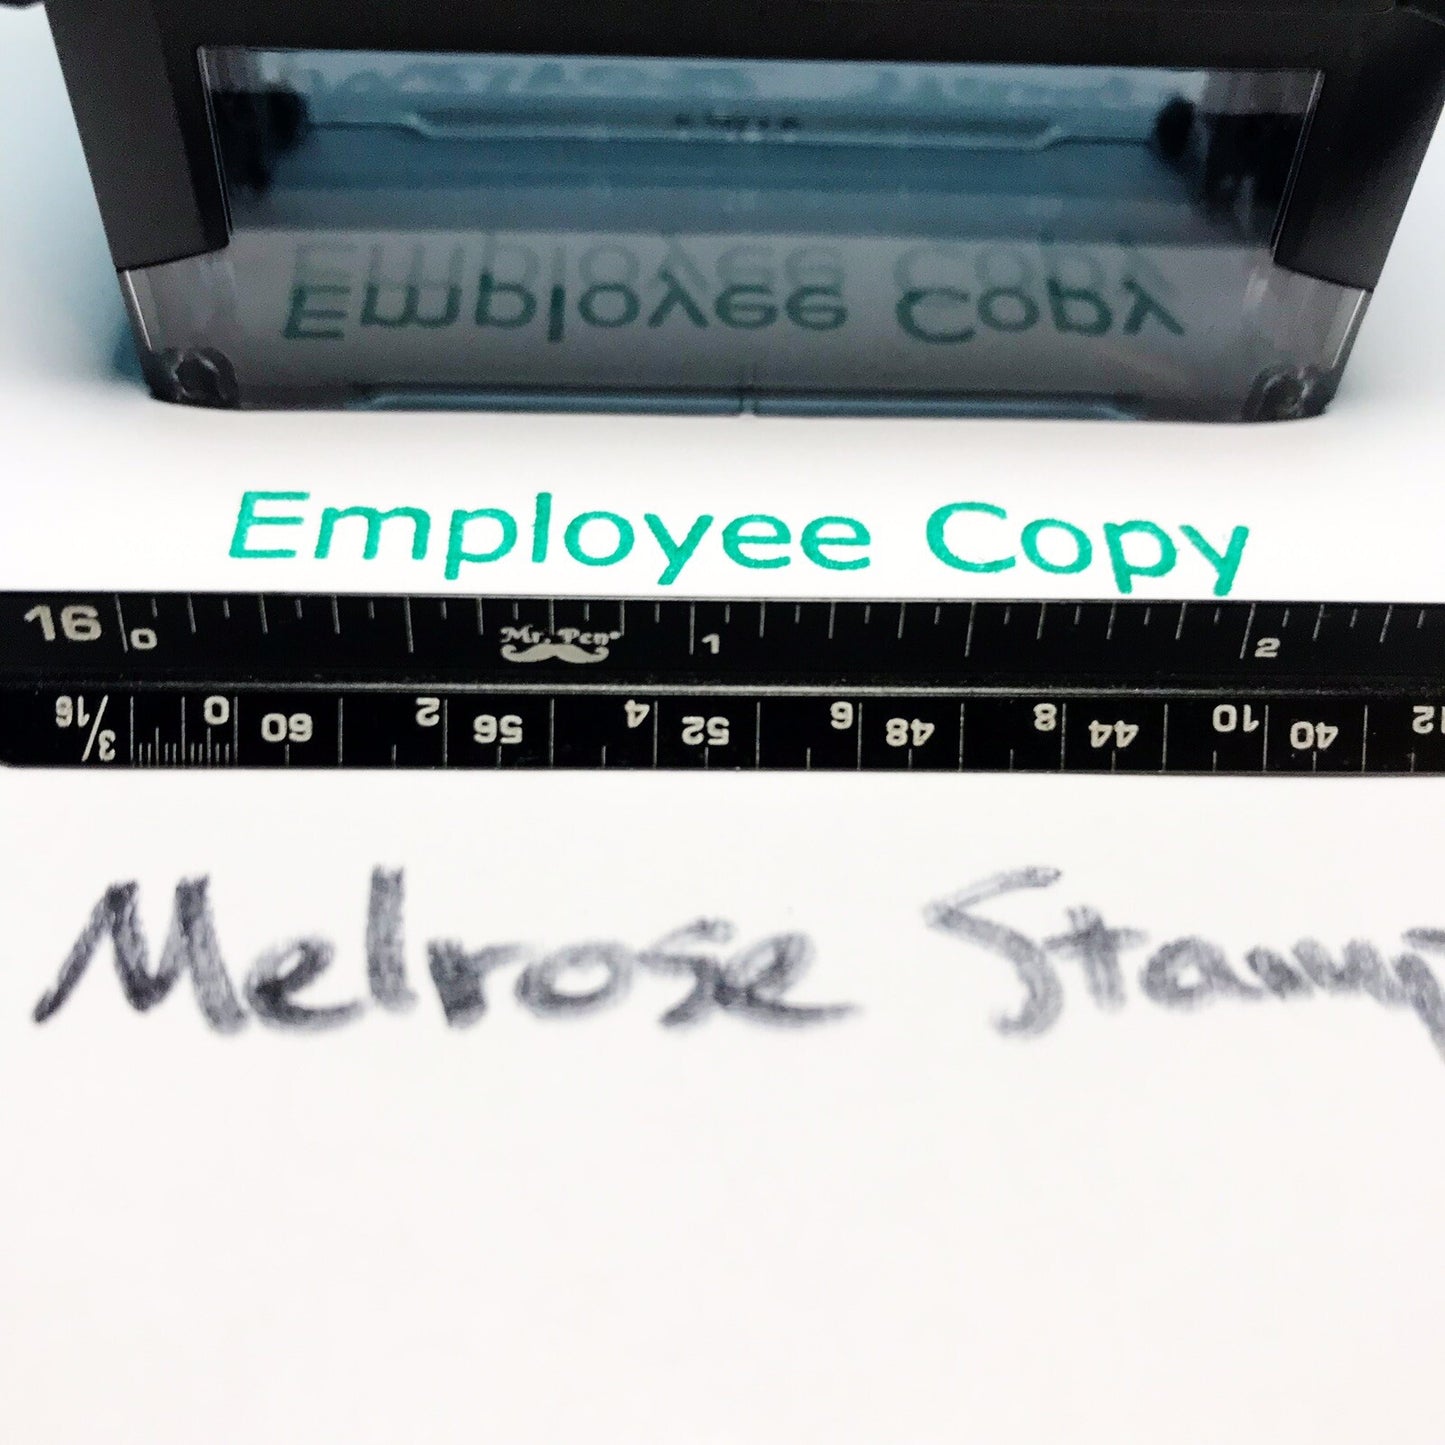 Employee Copy
Employee Copy
16 0 1 2
Mr. Pen®
3/16 0 60 2 56 4 52 6 48 8 44 10 40 12
Melrose Stamp